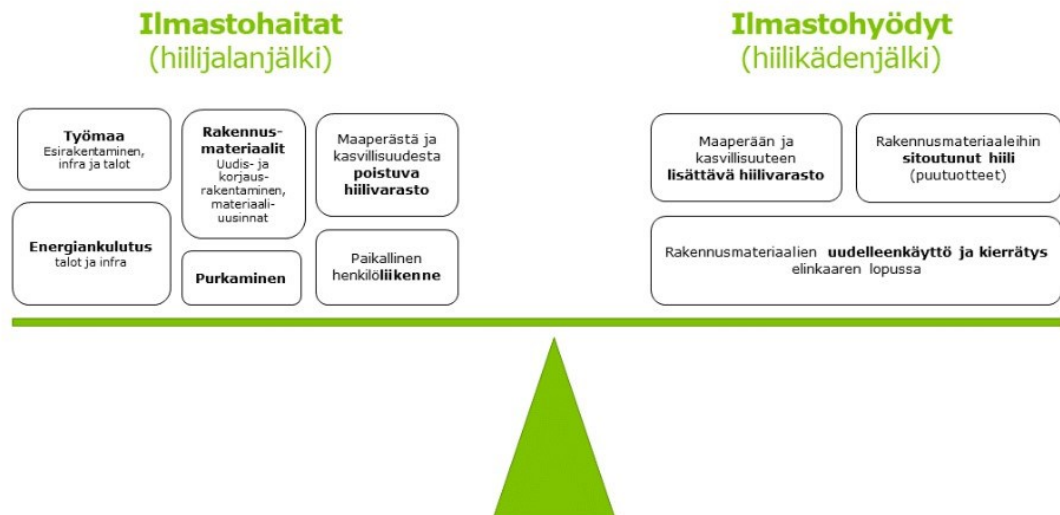 Ilmastohaitat
(hiilijalanjälki)
Työmaa
Esirakentaminen,
infra ja talot
Rakennus-
materiaalit
Uudis- ja
korjaus-
rakentaminen,
materiaali-
uusinnat
Maaperästä ja
kasvillisuudesta
poistuva
hiilivarasto
Energiankulutus
talot ja infra
Purkaminen
Paikallinen
henkilöliikenne
Ilmastohyödyt
(hiilikädenjälki)
Maaperään ja
kasvillisuuteen
lisättävä hiilivarasto
Rakennusmateriaaleihin
sitoutunut hiili
(puutuotteet)
Rakennusmateriaalien uudelleenkäyttö ja kierrätys
elinkaaren lopussa